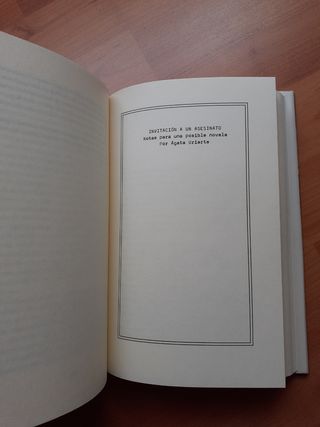 INVITACIÓN A UN ASESINATO
Notas para una posible novela
Por Ágata Uriarte